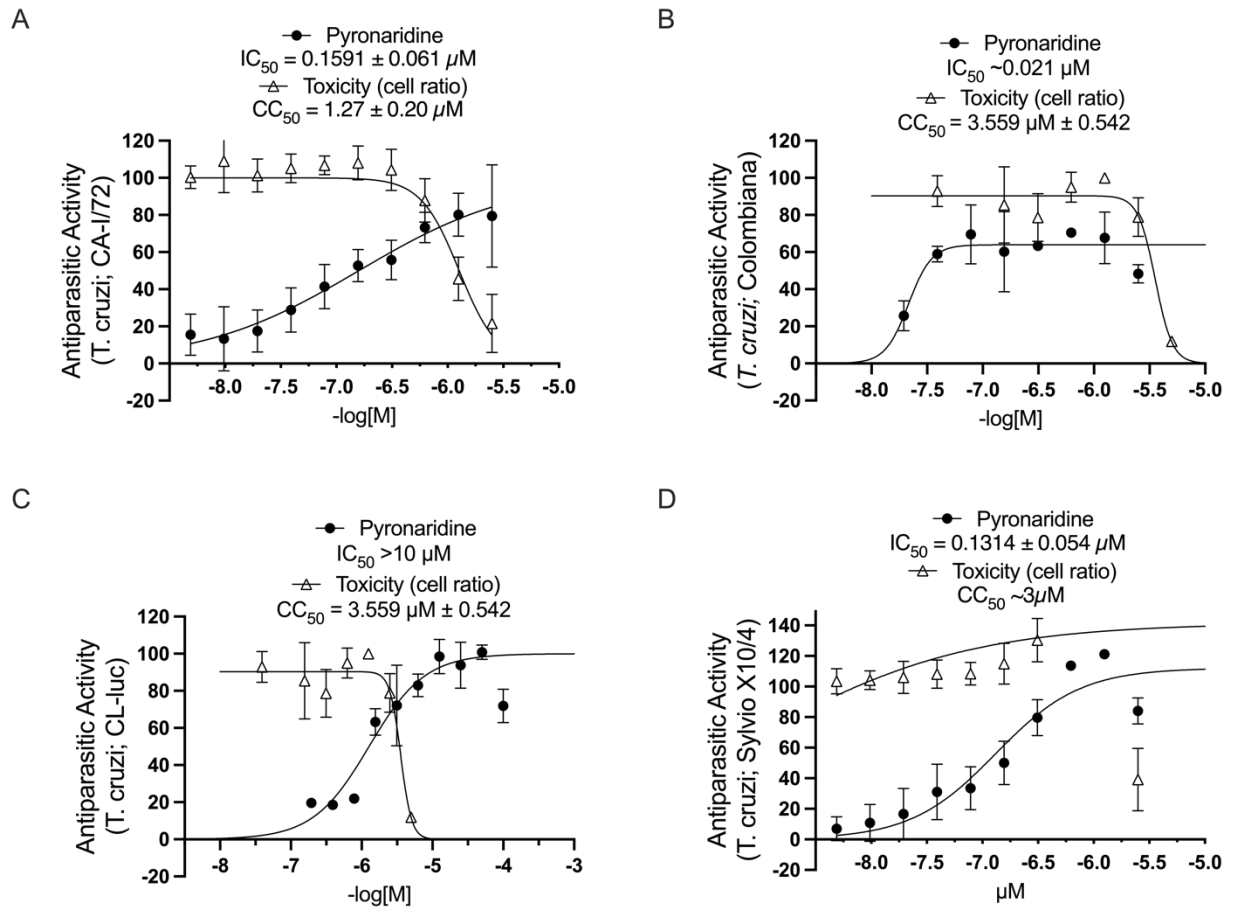 A
Pyronaridine
IC50 = 0.1591 ± 0.061 µM
Toxicity (cell ratio)
CC50 = 1.27 ± 0.20 µM
Antiparasitic Activity
(T. cruzi; CA-I/72)
120
100
80
60
40
20
0
-20
-8.0
-7.5
-7.0
-6.5
-6.0
-5.5
-5.0
-log[M]
B
Pyronaridine
IC50 ~0.021 µM
Toxicity (cell ratio)
CC50 = 3.559 µM ± 0.542
Antiparasitic Activity
(T. cruzi; Colombiana)
120
100
80
60
40
20
0
-20
-8.0
-7.5
-7.0
-6.5
-6.0
-5.5
-5.0
-log[M]
C
Pyronaridine
IC50 >10 µM
Toxicity (cell ratio)
CC50 = 3.559 µM ± 0.542
Antiparasitic Activity
(T. cruzi; CL-luc)
120
100
80
60
40
20
0
-20
-8
-7
-6
-5
-4
-3
-log[M]
D
Pyronaridine
IC50 = 0.1314 ± 0.054 µM
Toxicity (cell ratio)
CC50 ~3µM
Antiparasitic Activity
(T. cruzi; Sylvio X10/4)
140
120
100
80
60
40
20
0
-20
-8.0
-7.5
-7.0
-6.5
-6.0
-5.5
-5.0
µM